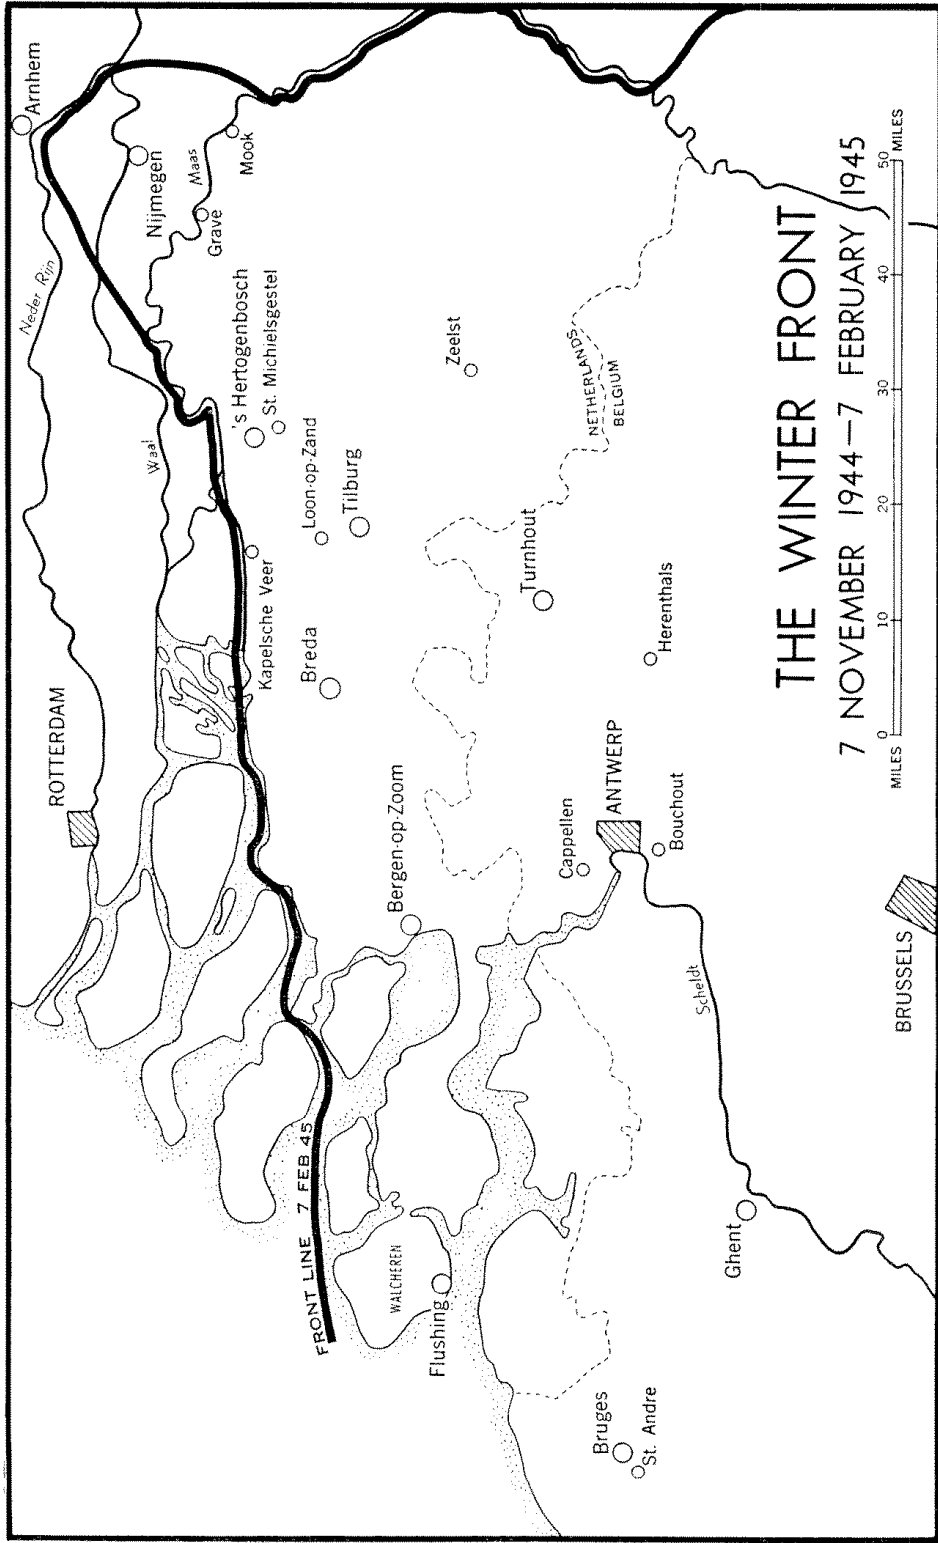 Arnhem
Neder Rijn
Nijmegen
Maas
Mook
Grave
ROTTERDAM
Waal
's Hertogenbosch
St. Michielsgestel
Loon-op-Zand
Tilburg
Kapelsche Veer
Breda
Zeelst
NETHERLANDS
BELGIUM
Bergen-op-Zoom
Turnhout
Herenthals
FRONT LINE 7 FEB 45
WALCHEREN
Flushing
Cappellen
ANTWERP
Bouchout
Scheldt
BRUSSELS
Ghent
Bruges
St. Andre
THE WINTER FRONT
7 NOVEMBER 1944—7 FEBRUARY 1945
MILES 0 10 20 30 40 50 MILES